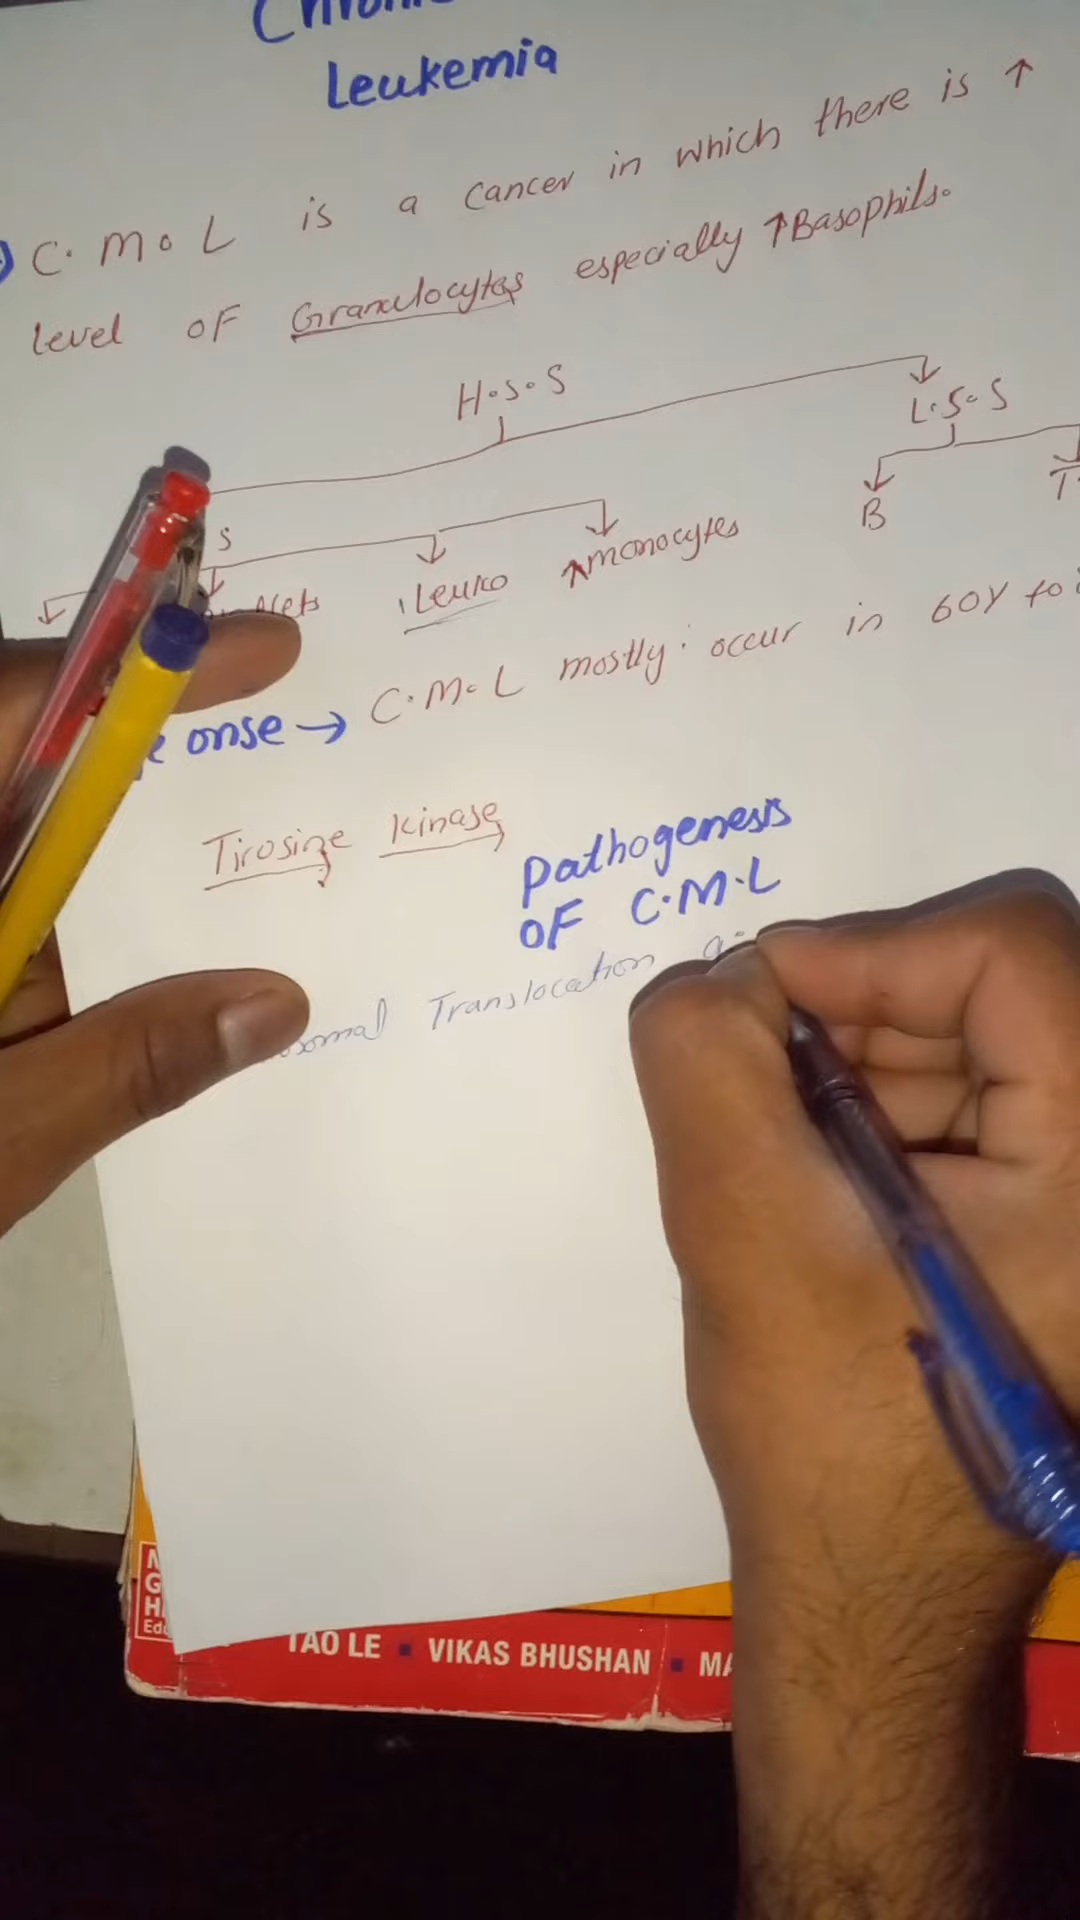 Leukemia
C.M.L is a cancer in which there is ↑
level of Granulocytes especially ↑Basophils.
H.S.S
L.S.S
S
B
T
Leuko
↑monocytes
onse → C.M.L mostly occur in 60Y to
Tirosine Kinase
Pathogenesis
OF C.M.L
Translocation
TAO LE ▪ VIKAS BHUSHAN ▪